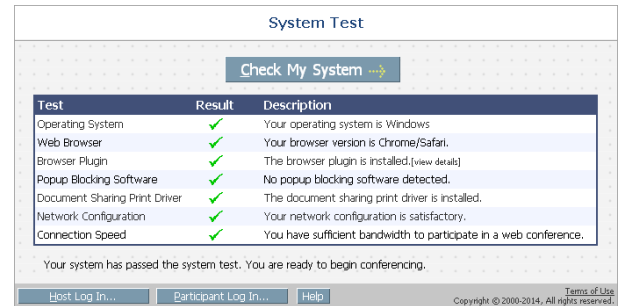 System Test
Check My System
Test Result Description
Operating System Your operating system is Windows
Web Browser Your browser version is Chrome/Safari.
Browser Plugin The browser plugin is installed.[view details]
Popup Blocking Software No popup blocking software detected.
Document Sharing Print Driver The document sharing print driver is installed.
Network Configuration Your network configuration is satisfactory.
Connection Speed You have sufficient bandwidth to participate in a web conference.
Your system has passed the system test. You are ready to begin conferencing.
Host Log In... Participant Log In... Help Terms of Use
Copyright © 2000-2014, All rights reserved.